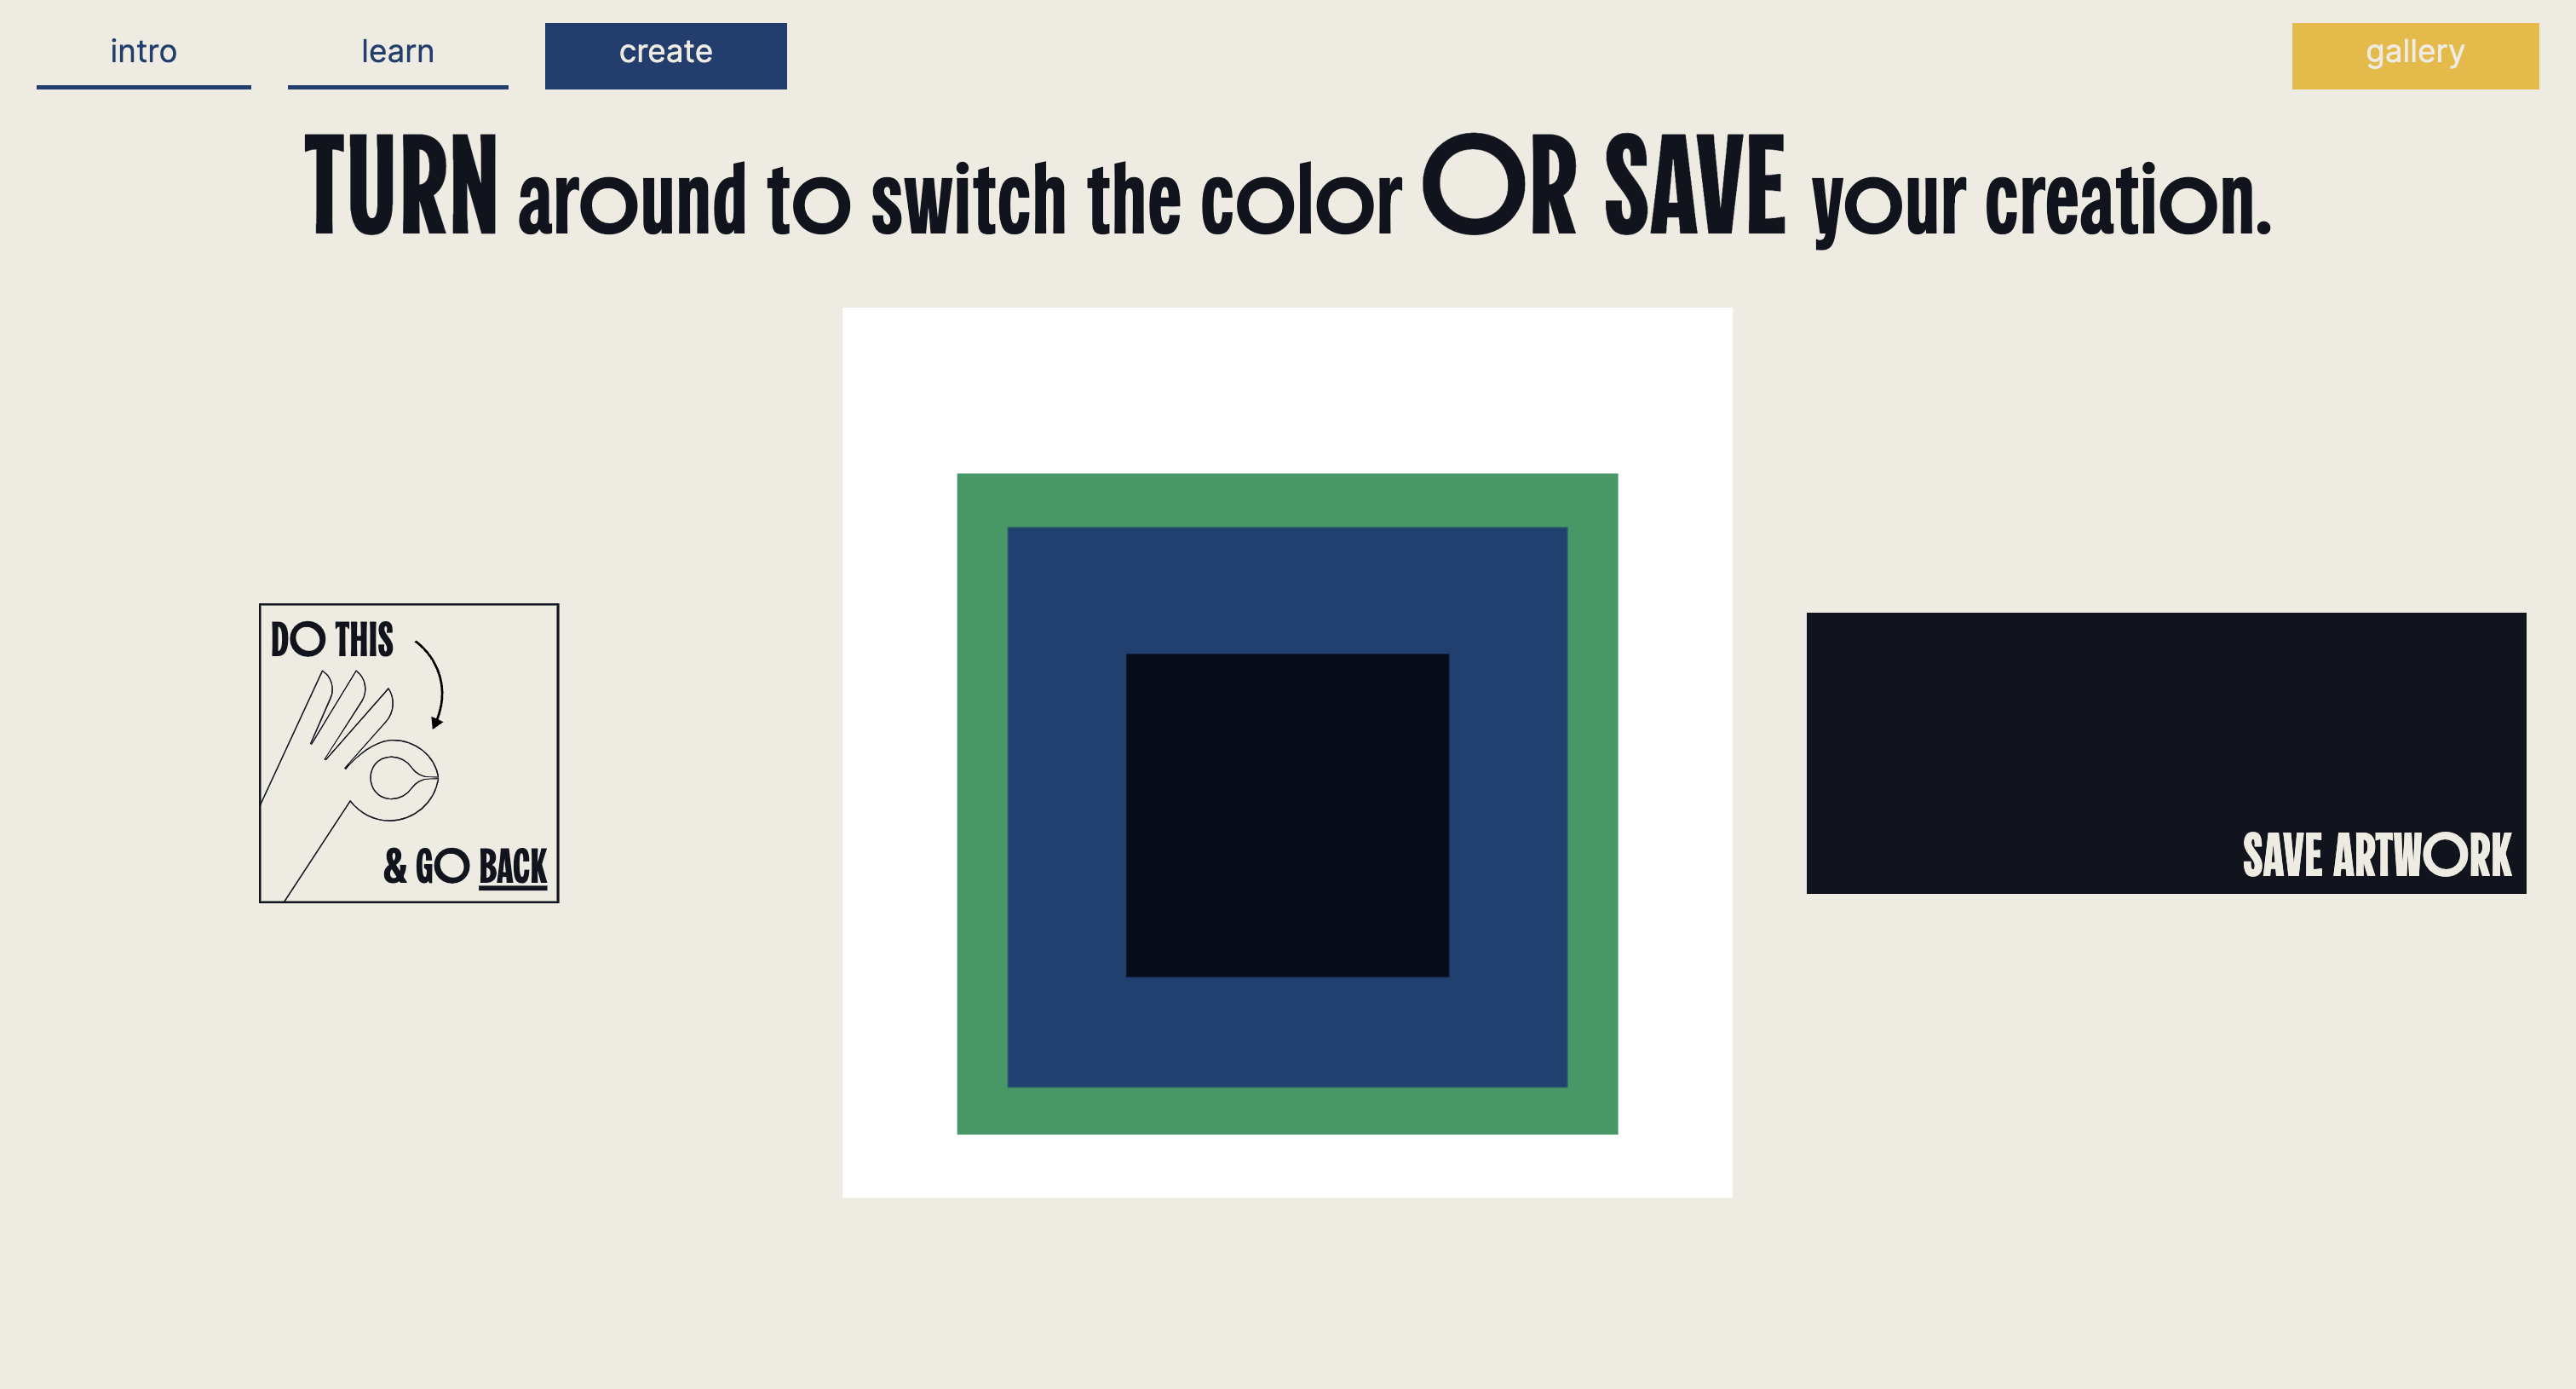 intro
learn
create
gallery
TURN around to switch the color OR SAVE your creation.
DO THIS
& GO BACK
SAVE ARTWORK